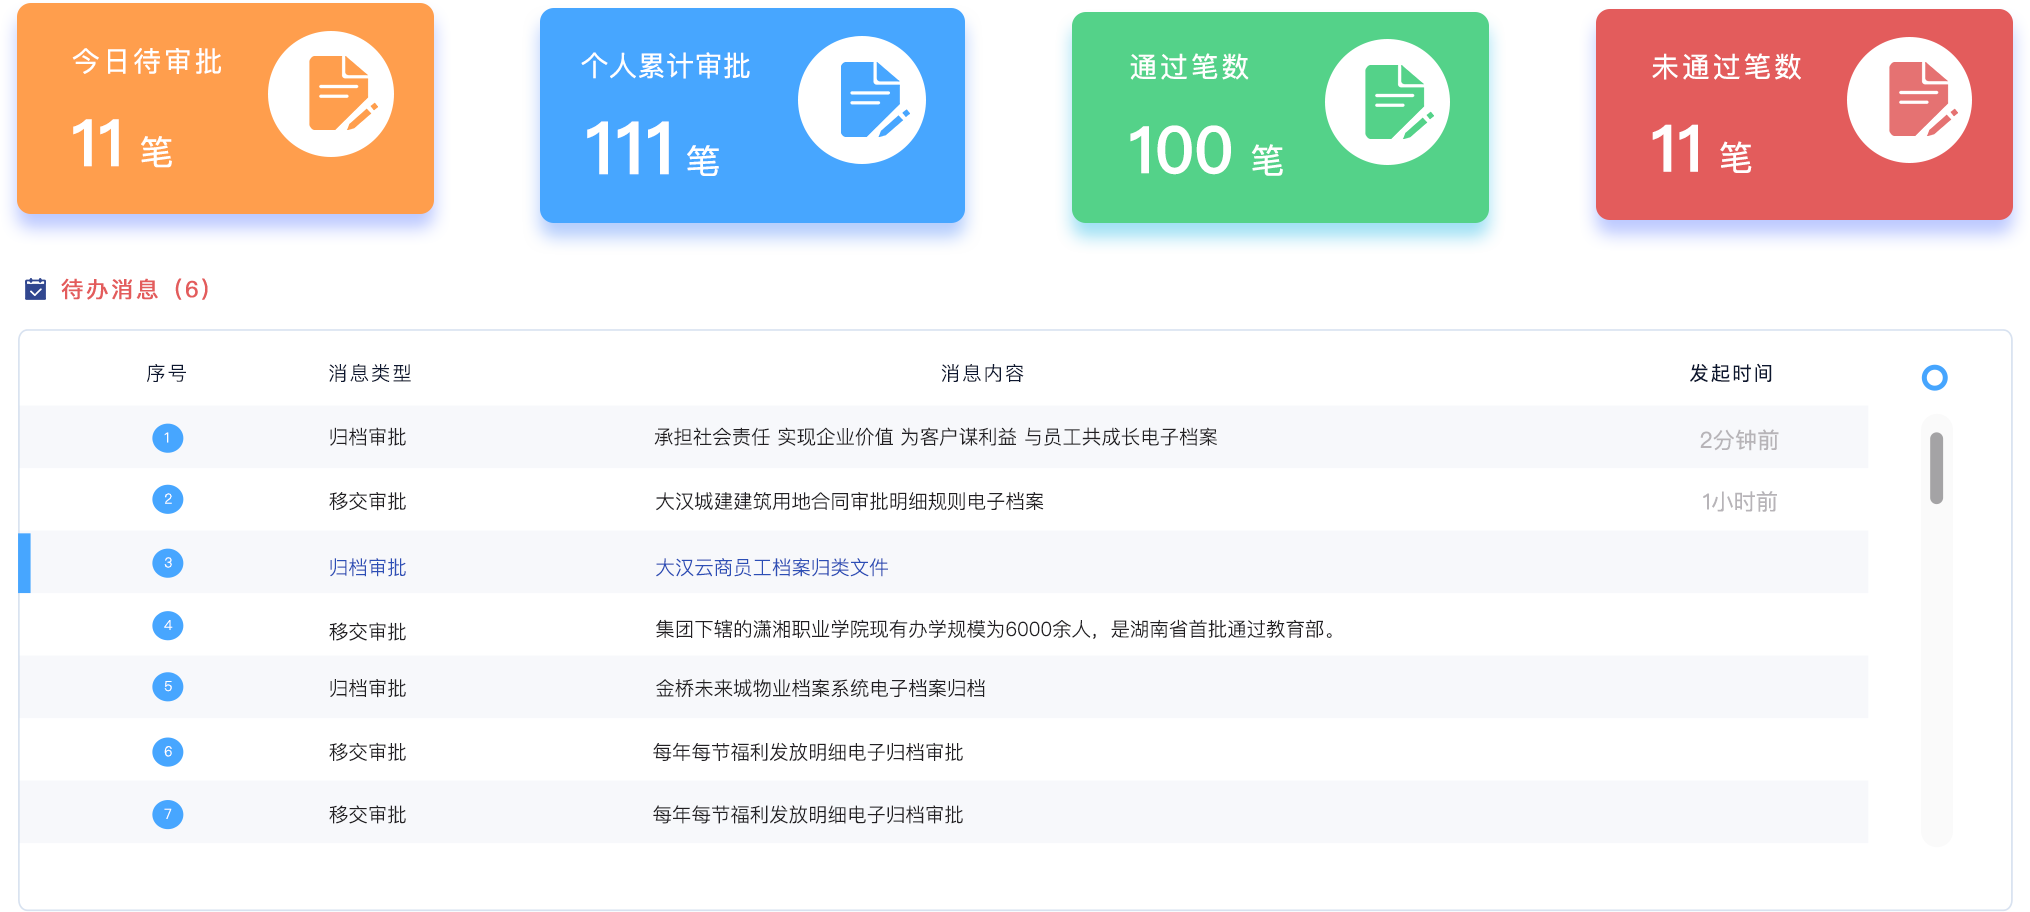 今日待审批
11 笔
个人累计审批
111 笔
通过笔数
100 笔
未通过笔数
11 笔
待办消息（6）
序号 消息类型 消息内容 发起时间
1 归档审批 承担社会责任 实现企业价值 为客户谋利益 与员工共成长电子档案 2分钟前
2 移交审批 大汉城建建筑用地合同审批明细规则电子档案 1小时前
3 归档审批 大汉云商员工档案归类文件
4 移交审批 集团下辖的潇湘职业学院现有办学规模为6000余人，是湖南省首批通过教育部。
5 归档审批 金桥未来城物业档案系统电子档案归档
6 移交审批 每年每节福利发放明细电子归档审批
7 移交审批 每年每节福利发放明细电子归档审批